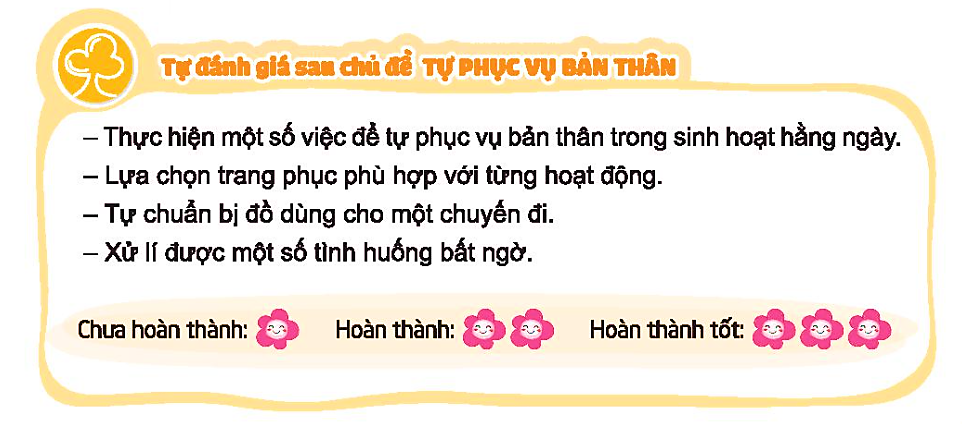 Tự đánh giá sau chủ đề TỰ PHỤC VỤ BẢN THÂN
– Thực hiện một số việc để tự phục vụ bản thân trong sinh hoạt hằng ngày.
– Lựa chọn trang phục phù hợp với từng hoạt động.
– Tự chuẩn bị đồ dùng cho một chuyến đi.
– Xử lí được một số tình huống bất ngờ.
Chưa hoàn thành: Hoàn thành: Hoàn thành tốt: